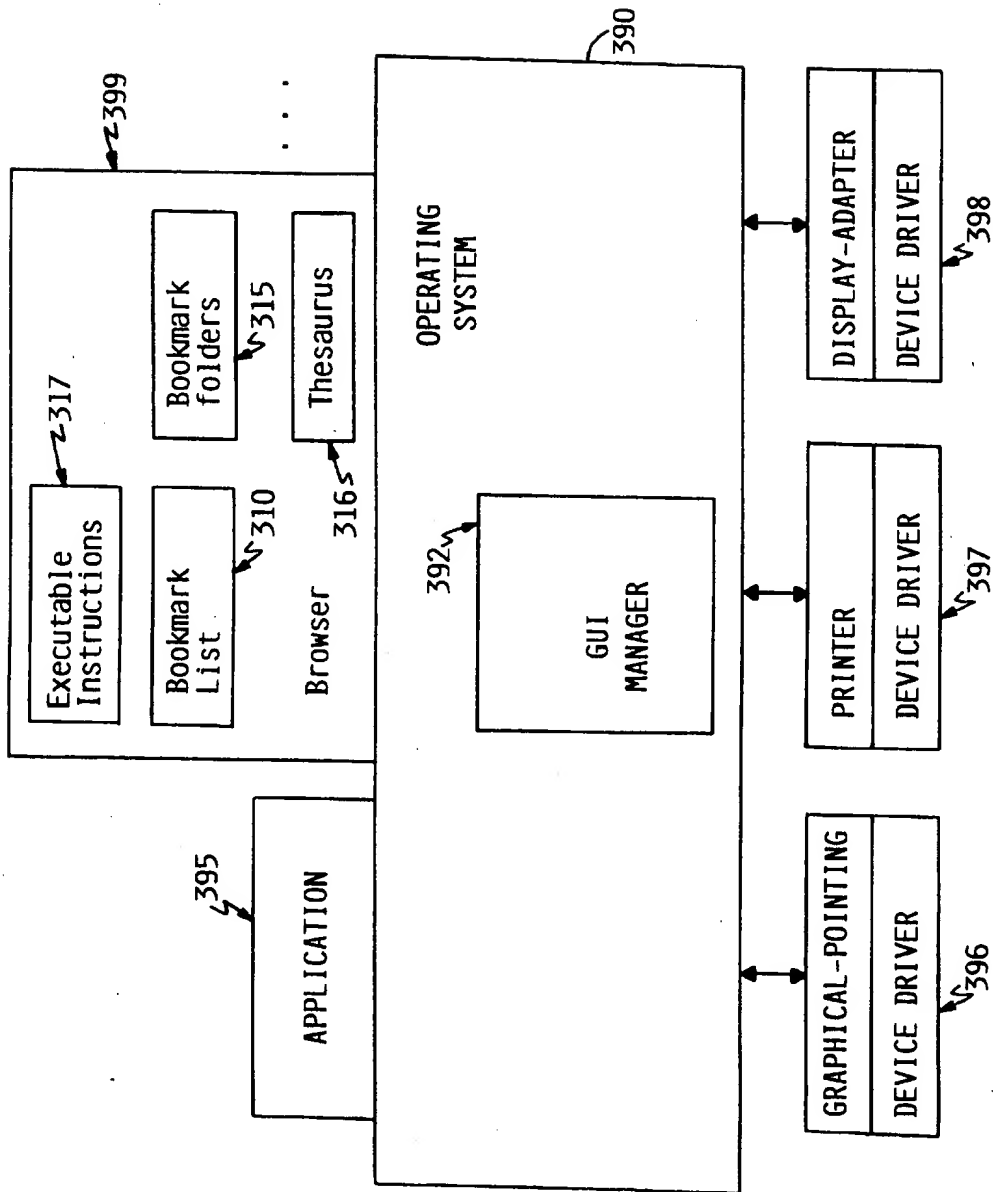 399
. . .
317
Executable
Instructions
Bookmark
folders
315
Bookmark
List
310
Thesaurus
316
Browser
395
APPLICATION
390
OPERATING
SYSTEM
392
GUI
MANAGER
GRAPHICAL-POINTING
DEVICE DRIVER
396
PRINTER
DEVICE DRIVER
397
DISPLAY-ADAPTER
DEVICE DRIVER
398